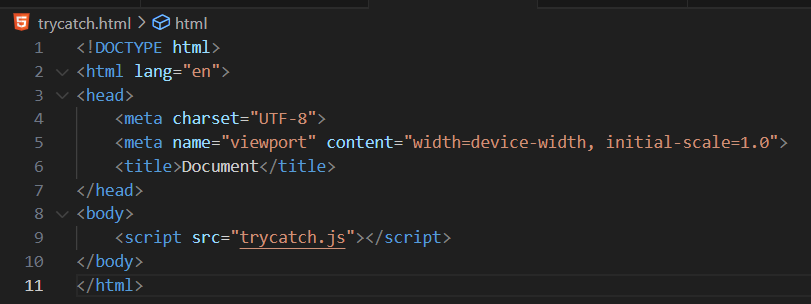 trycatch.html > html
1 <!DOCTYPE html>
2 <html lang="en">
3 <head>
4     <meta charset="UTF-8">
5     <meta name="viewport" content="width=device-width, initial-scale=1.0">
6     <title>Document</title>
7 </head>
8 <body>
9     <script src="trycatch.js"></script>
10 </body>
11 </html>